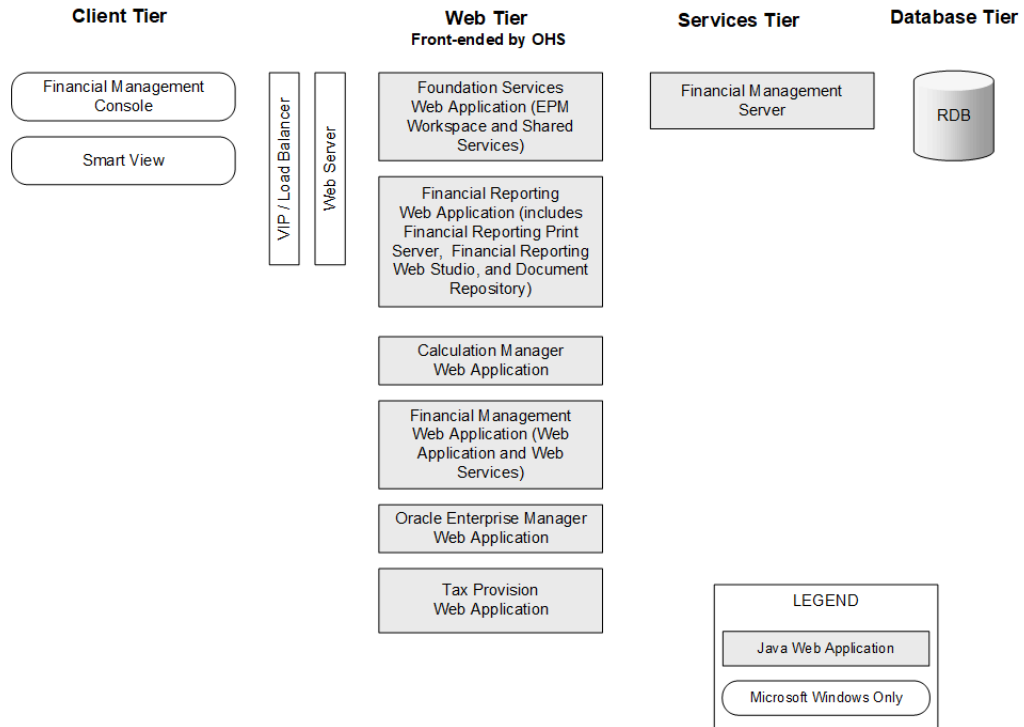 Client Tier
Financial Management
Console
Smart View
VIP / Load Balancer
Web Server
Web Tier
Front-ended by OHS
Foundation Services
Web Application (EPM
Workspace and Shared
Services)
Financial Reporting
Web Application (includes
Financial Reporting Print
Server, Financial Reporting
Web Studio, and Document
Repository)
Calculation Manager
Web Application
Financial Management
Web Application (Web
Application and Web
Services)
Oracle Enterprise Manager
Web Application
Tax Provision
Web Application
Services Tier
Financial Management
Server
Database Tier
RDB
LEGEND
Java Web Application
Microsoft Windows Only